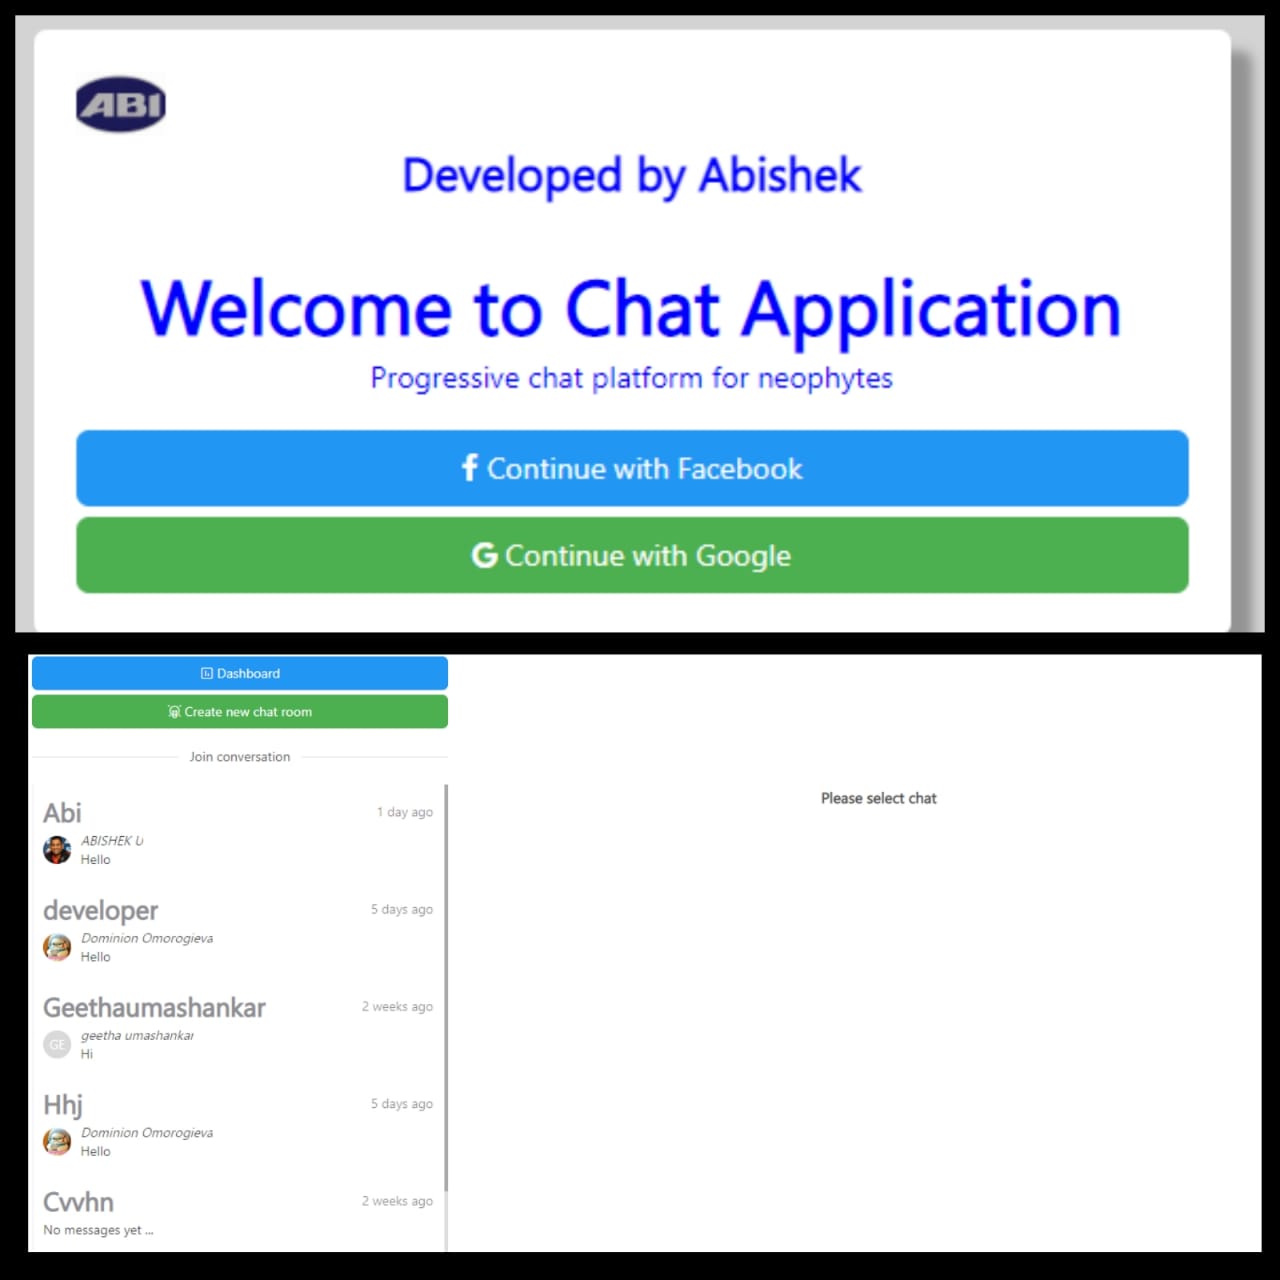 ABI
Developed by Abishek
Welcome to Chat Application
Progressive chat platform for neophytes
f Continue with Facebook
G Continue with Google
Dashboard
Create new chat room
Join conversation
Please select chat
Abi 1 day ago
ABISHEK U
Hello
developer 5 days ago
Dominion Omorogieva
Hello
Geethaumashankar 2 weeks ago
GE geetha umashankar
Hi
Hhj 5 days ago
Dominion Omorogieva
Hello
Cvvhn 2 weeks ago
No messages yet ...